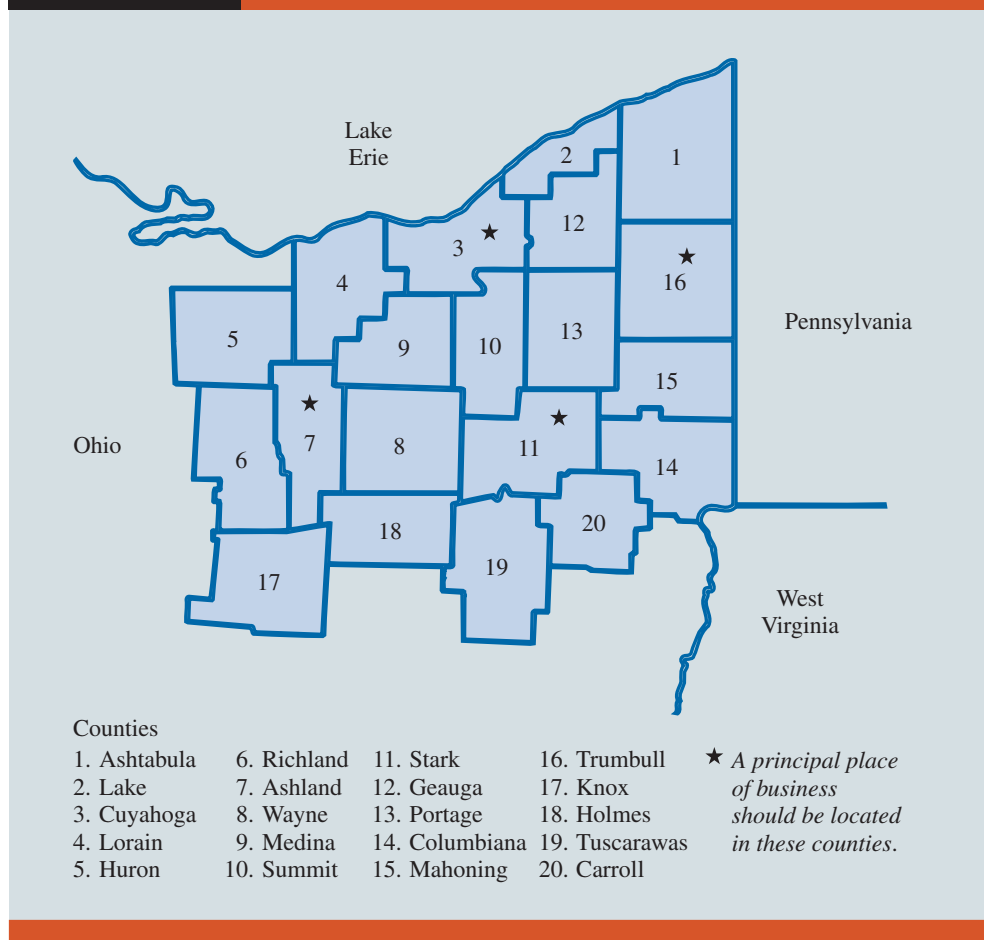 Lake
Erie
2
1
12
3 ★
★
16
4
Pennsylvania
5
9
10
13
15
★
★
Ohio
7
8
11
6
14
18
20
19
17
West
Virginia
Counties
1. Ashtabula 6. Richland 11. Stark 16. Trumbull ★ A principal place
2. Lake 7. Ashland 12. Geauga 17. Knox of business
3. Cuyahoga 8. Wayne 13. Portage 18. Holmes should be located
4. Lorain 9. Medina 14. Columbiana 19. Tuscarawas in these counties.
5. Huron 10. Summit 15. Mahoning 20. Carroll